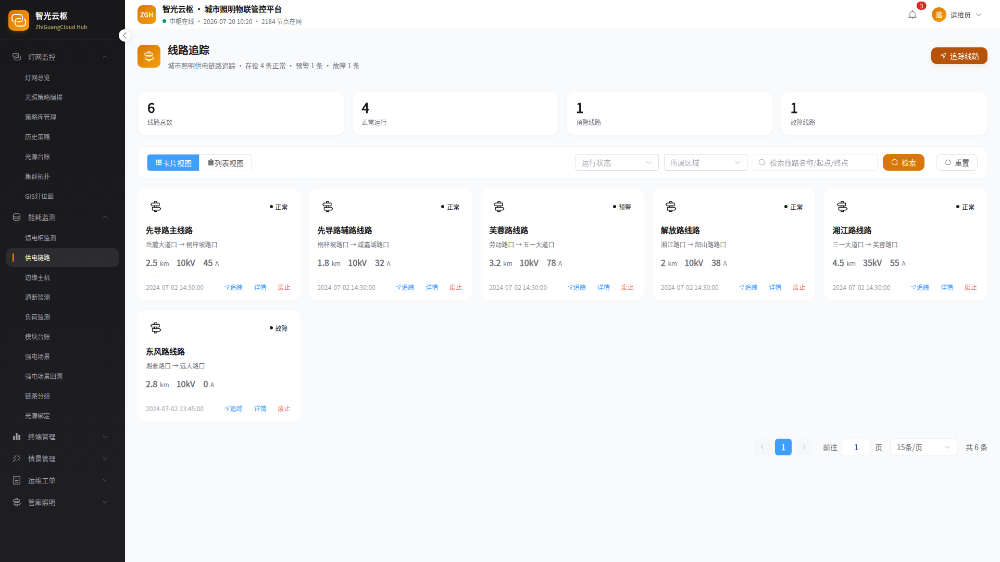 智光云枢
ZhiGuangCloud Hub
灯网监控
灯网总览
光照策略编排
策略库管理
历史策略
光源台账
集群拓扑
GIS灯位图
能耗监测
馈电柜监测
供电链路
边缘主机
通断监测
负荷监测
模块台账
强电场景
强电场景回溯
链路分组
光源绑定
终端管理
情景管理
运维工单
管廊照明
ZGH
智光云枢 • 城市照明物联管控平台
中枢在线 • 2026-07-20 10:20 • 2184 节点在网
3
运
运维员
线路追踪
城市照明供电链路追踪 • 在役 4 条正常 • 预警 1 条 • 故障 1 条
追踪线路
6
线路总数
4
正常运行
1
预警线路
1
故障线路
卡片视图
列表视图
运行状态
所属区域
检索线路名称/起点/终点
检索
重置
正常
先导路主线路
岳麓大道口 → 桐梓坡路口
2.5 km 10kV 45 A
2024-07-02 14:30:00 追踪 详情 废止
正常
先导路辅路线路
桐梓坡路口 → 咸嘉湖路口
1.8 km 10kV 32 A
2024-07-02 14:30:00 追踪 详情 废止
预警
芙蓉路线路
劳动路口 → 五一大道口
3.2 km 10kV 78 A
2024-07-02 14:30:00 追踪 详情 废止
正常
解放路线路
湘江路口 → 韶山路路口
2 km 10kV 38 A
2024-07-02 14:30:00 追踪 详情 废止
正常
湘江路线路
三一大道口 → 芙蓉路口
4.5 km 35kV 55 A
2024-07-02 14:30:00 追踪 详情 废止
故障
东风路线路
湘雅路口 → 远大路口
2.8 km 10kV 0 A
2024-07-02 13:45:00 追踪 详情 废止
1
前往 1 页
15条/页
共 6 条